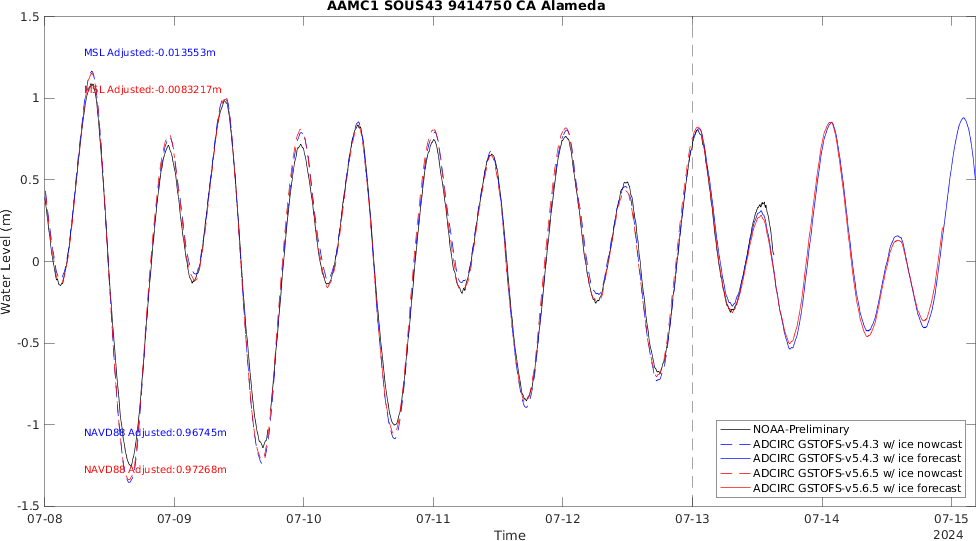 AAMC1 SOUS43 9414750 CA Alameda
1.5
MSL Adjusted:-0.013553m
MSL Adjusted:-0.0083217m
1
0.5
0
-0.5
-1
-1.5
Water Level (m)
NAVD88 Adjusted:0.96745m
NAVD88 Adjusted:0.97268m
NOAA-Preliminary
ADCIRC GSTOFS-v5.4.3 w/ ice nowcast
ADCIRC GSTOFS-v5.4.3 w/ ice forecast
ADCIRC GSTOFS-v5.6.5 w/ ice nowcast
ADCIRC GSTOFS-v5.6.5 w/ ice forecast
07-08 07-09 07-10 07-11 07-12 07-13 07-14 07-15
Time
2024